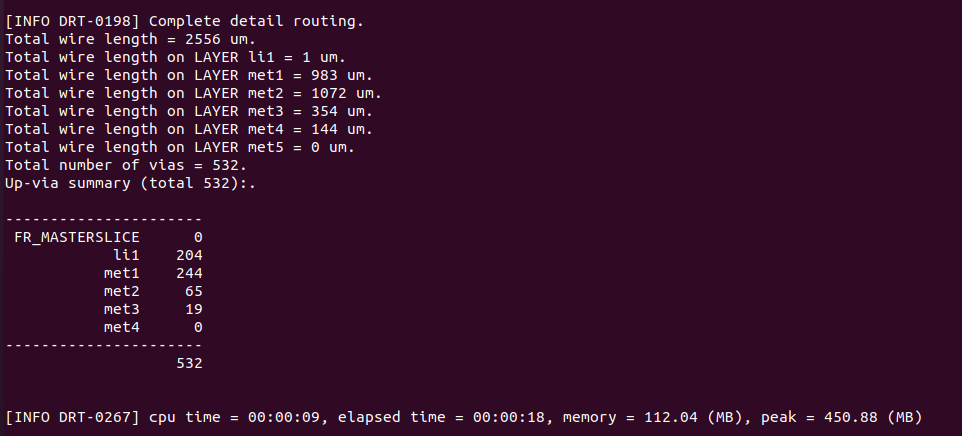 [INFO DRT-0198] Complete detail routing.
Total wire length = 2556 um.
Total wire length on LAYER li1 = 1 um.
Total wire length on LAYER met1 = 983 um.
Total wire length on LAYER met2 = 1072 um.
Total wire length on LAYER met3 = 354 um.
Total wire length on LAYER met4 = 144 um.
Total wire length on LAYER met5 = 0 um.
Total number of vias = 532.
Up-via summary (total 532):.
----------------------
FR_MASTERSLICE 0
li1 204
met1 244
met2 65
met3 19
met4 0
----------------------
532
[INFO DRT-0267] cpu time = 00:00:09, elapsed time = 00:00:18, memory = 112.04 (MB), peak = 450.88 (MB)